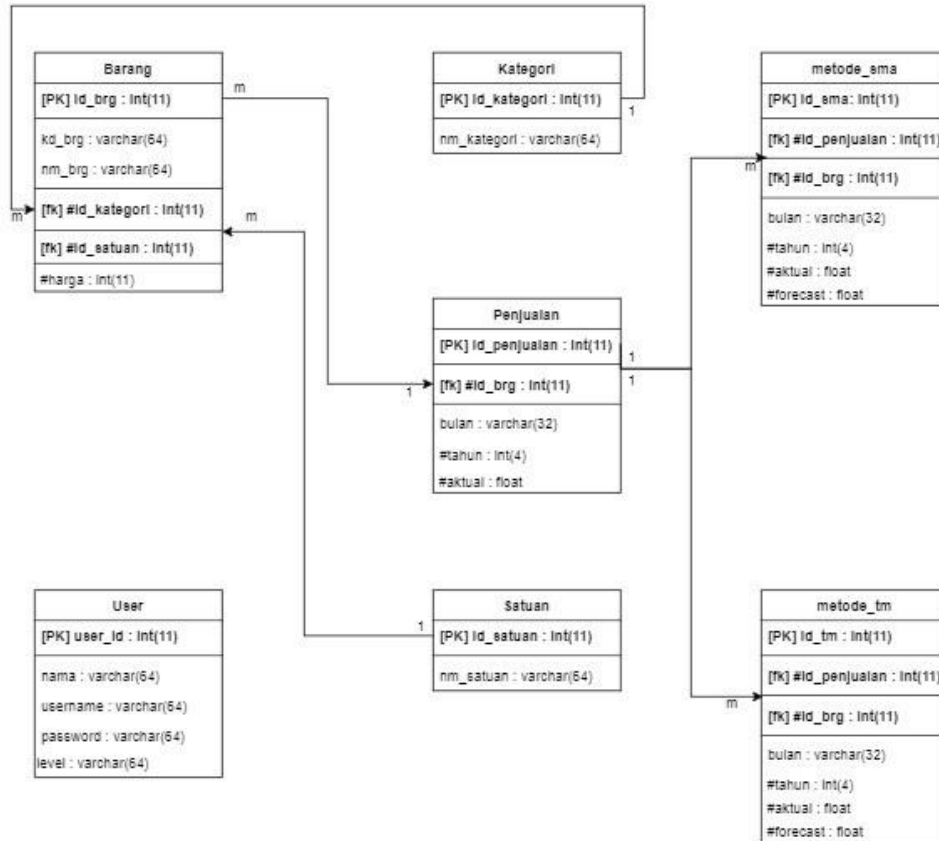 Barang
[PK] id_brg : Int(11)
kd_brg : varchar(64)
nm_brg : varchar(64)
[fk] #id_kategori : Int(11)
[fk] #id_satuan : Int(11)
#harga : Int(11)
m
m
m
Kategori
[PK] id_kategori : Int(11)
nm_kategori : varchar(64)
1
metode_sma
[PK] id_sma: Int(11)
[fk] #id_penjualan : Int(11)
[fk] #id_brg : Int(11)
bulan : varchar(32)
#tahun : Int(4)
#aktual : float
#forecast : float
m
Penjualan
[PK] id_penjualan : Int(11)
[fk] #id_brg : Int(11)
bulan : varchar(32)
#tahun : Int(4)
#aktual : float
1
1
1
User
[PK] user_id : Int(11)
nama : varchar(64)
username : varchar(64)
password : varchar(64)
level : varchar(64)
Satuan
[PK] id_satuan : Int(11)
nm_satuan : varchar(64)
1
metode_tm
[PK] id_tm : Int(11)
[fk] #id_penjualan : Int(11)
[fk] #id_brg : Int(11)
bulan : varchar(32)
#tahun : Int(4)
#aktual : float
#forecast : float
m